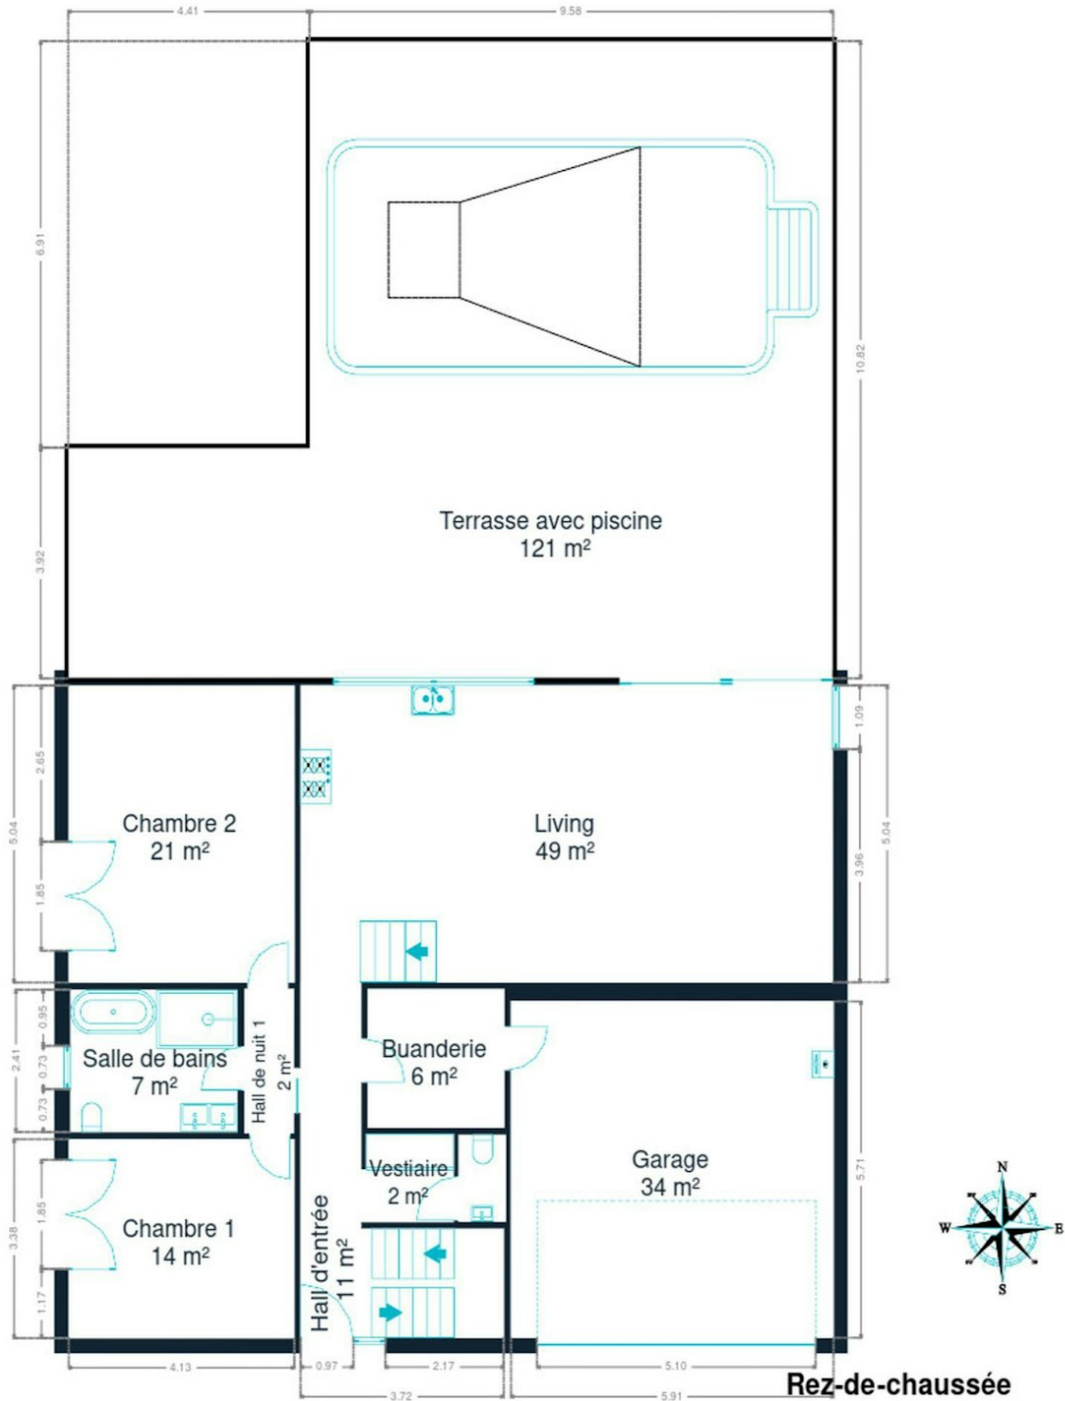 4.41
9.58
6.91
10.82
3.92
Terrasse avec piscine
121 m²
1.09
2.65
5.04
Chambre 2
21 m²
Living
49 m²
5.04
3.96
1.85
0.95
2.41
0.73
0.73
Salle de bains
7 m²
Hall de nuit 1
2 m²
Buanderie
6 m²
Vestiaire
2 m²
Garage
34 m²
5.71
3.38
1.85
1.17
Chambre 1
14 m²
Hall d'entrée
11 m²
N
W
E
S
4.13
0.97
2.17
5.10
3.72
5.91
Rez-de-chaussée